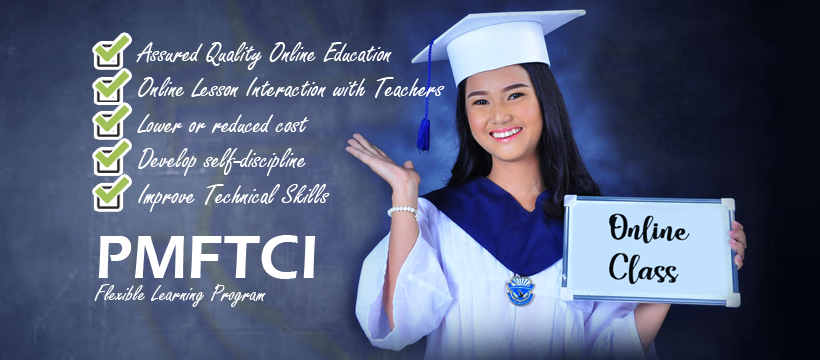 Assured Quality Online Education
Online Lesson Interaction with Teachers
Lower or reduced cost
Develop self-discipline
Improve Technical Skills
PMFTCI
Flexible Learning Program
Online
Class